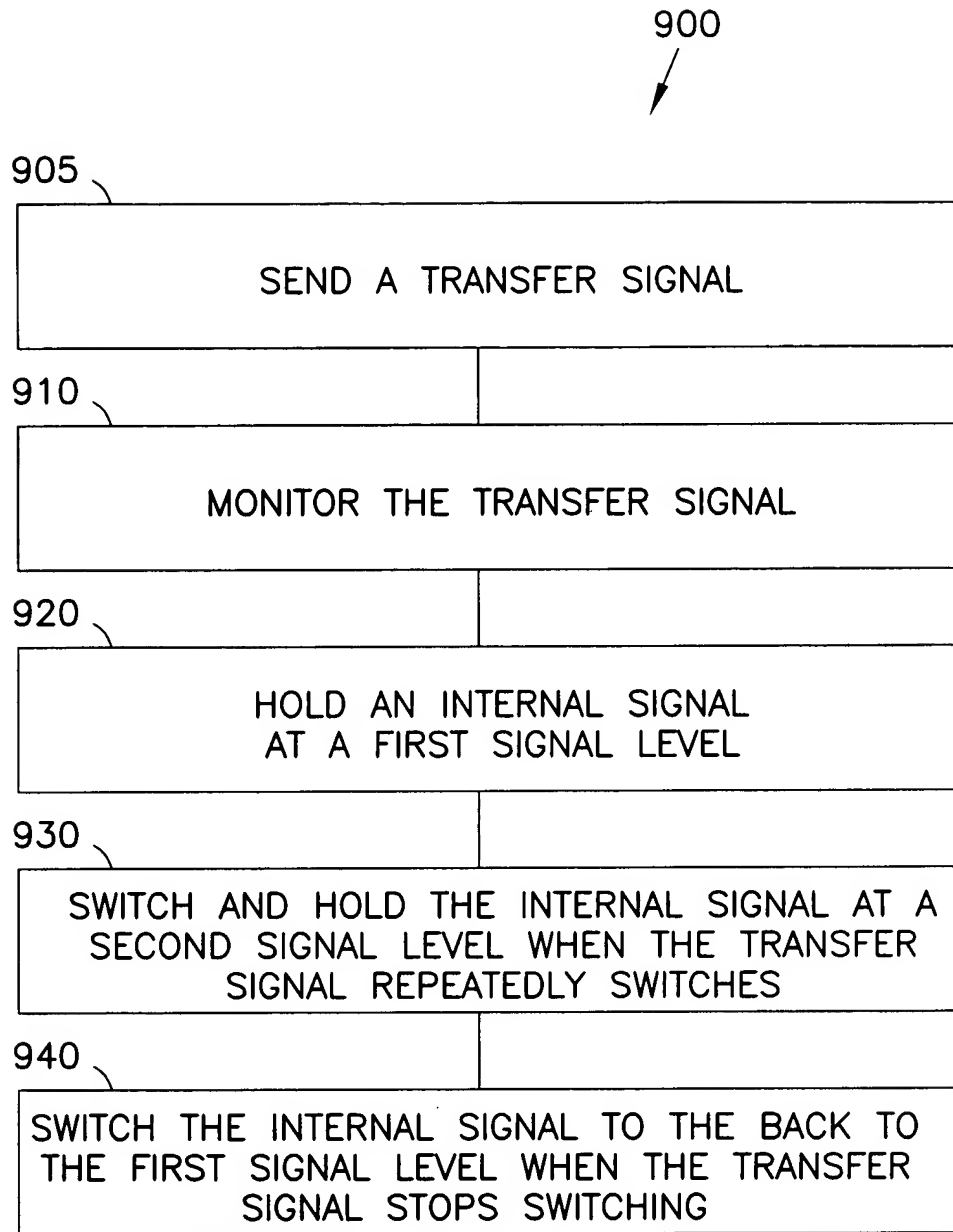 900
905
SEND A TRANSFER SIGNAL
910
MONITOR THE TRANSFER SIGNAL
920
HOLD AN INTERNAL SIGNAL
AT A FIRST SIGNAL LEVEL
930
SWITCH AND HOLD THE INTERNAL SIGNAL AT A
SECOND SIGNAL LEVEL WHEN THE TRANSFER
SIGNAL REPEATEDLY SWITCHES
940
SWITCH THE INTERNAL SIGNAL TO THE BACK TO
THE FIRST SIGNAL LEVEL WHEN THE TRANSFER
SIGNAL STOPS SWITCHING